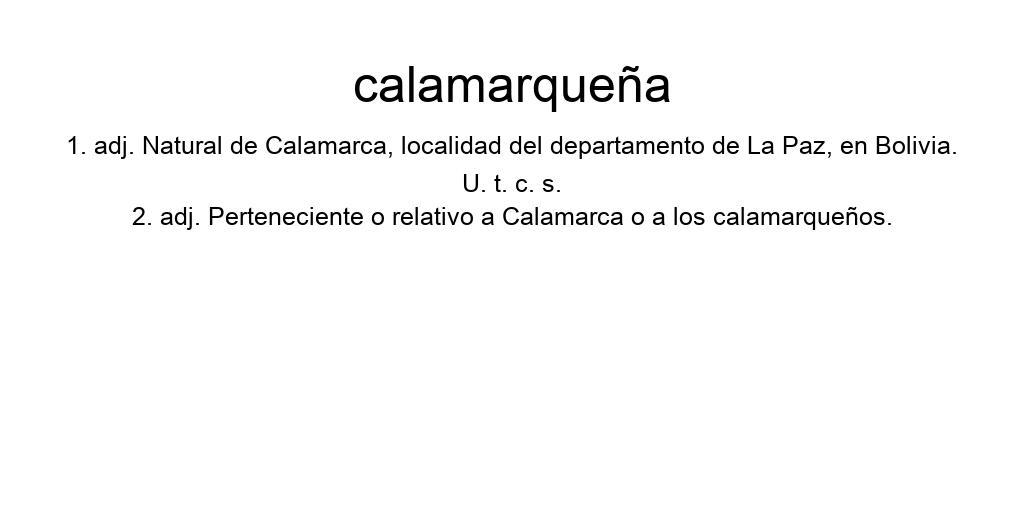 calamarqueña
1. adj. Natural de Calamarca, localidad del departamento de La Paz, en Bolivia.
U. t. c. s.
2. adj. Perteneciente o relativo a Calamarca o a los calamarqueños.